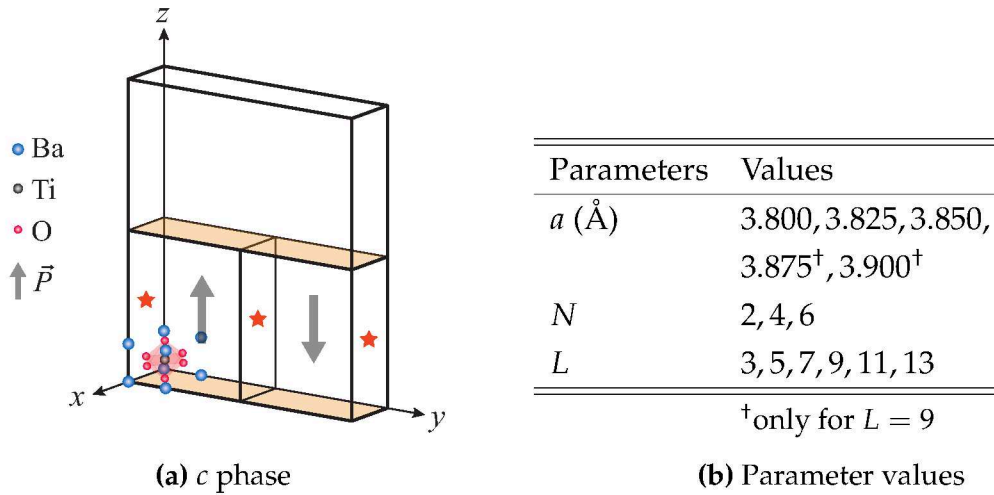 z
Ba
Ti
O
P⃗
x
y
(a) c phase
Parameters Values
a (Å) 3.800, 3.825, 3.850,
3.875†, 3.900†
N 2, 4, 6
L 3, 5, 7, 9, 11, 13
†only for L = 9
(b) Parameter values